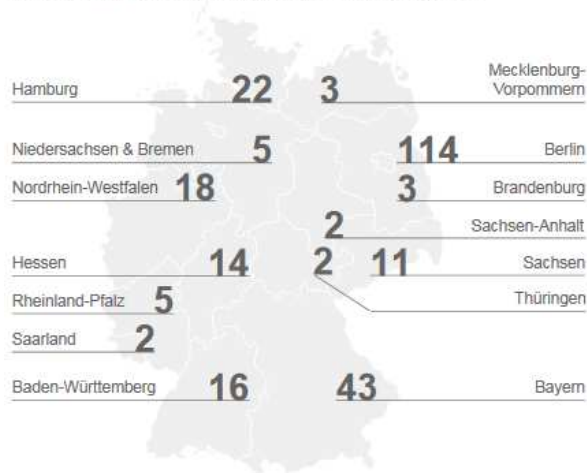 Hamburg 22
3 Mecklenburg-
Vorpommern
Niedersachsen & Bremen 5
114 Berlin
Nordrhein-Westfalen 18
3 Brandenburg
2 Sachsen-Anhalt
Hessen 14
2
11 Sachsen
Rheinland-Pfalz 5
Thüringen
Saarland 2
Baden-Württemberg 16
43 Bayern